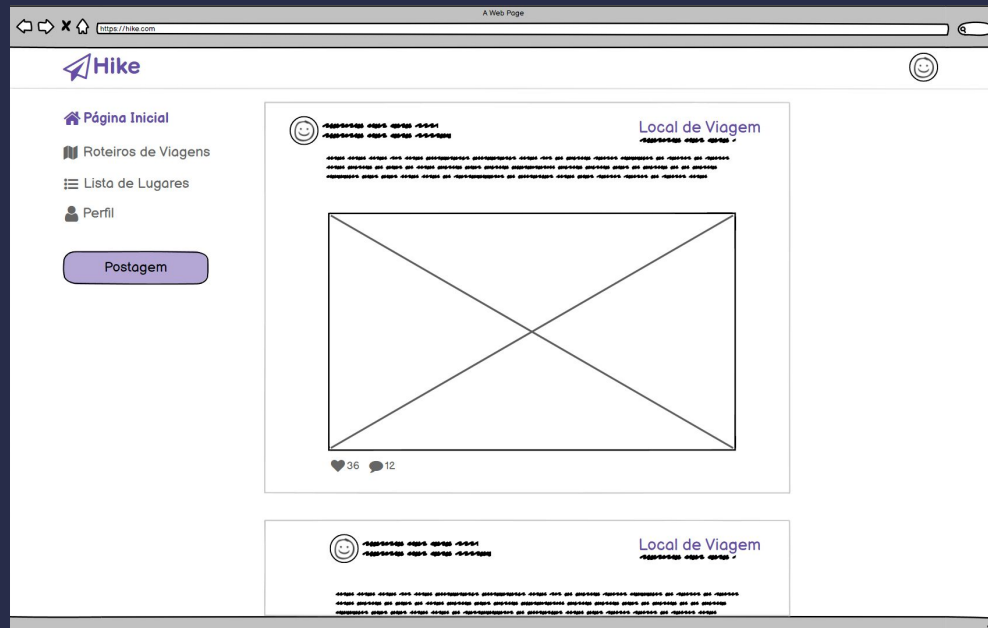 A Web Page
https://hike.com
Hike
Página Inicial
Roteiros de Viagens
Lista de Lugares
Perfil
Postagem
Local de Viagem
36 12
Local de Viagem